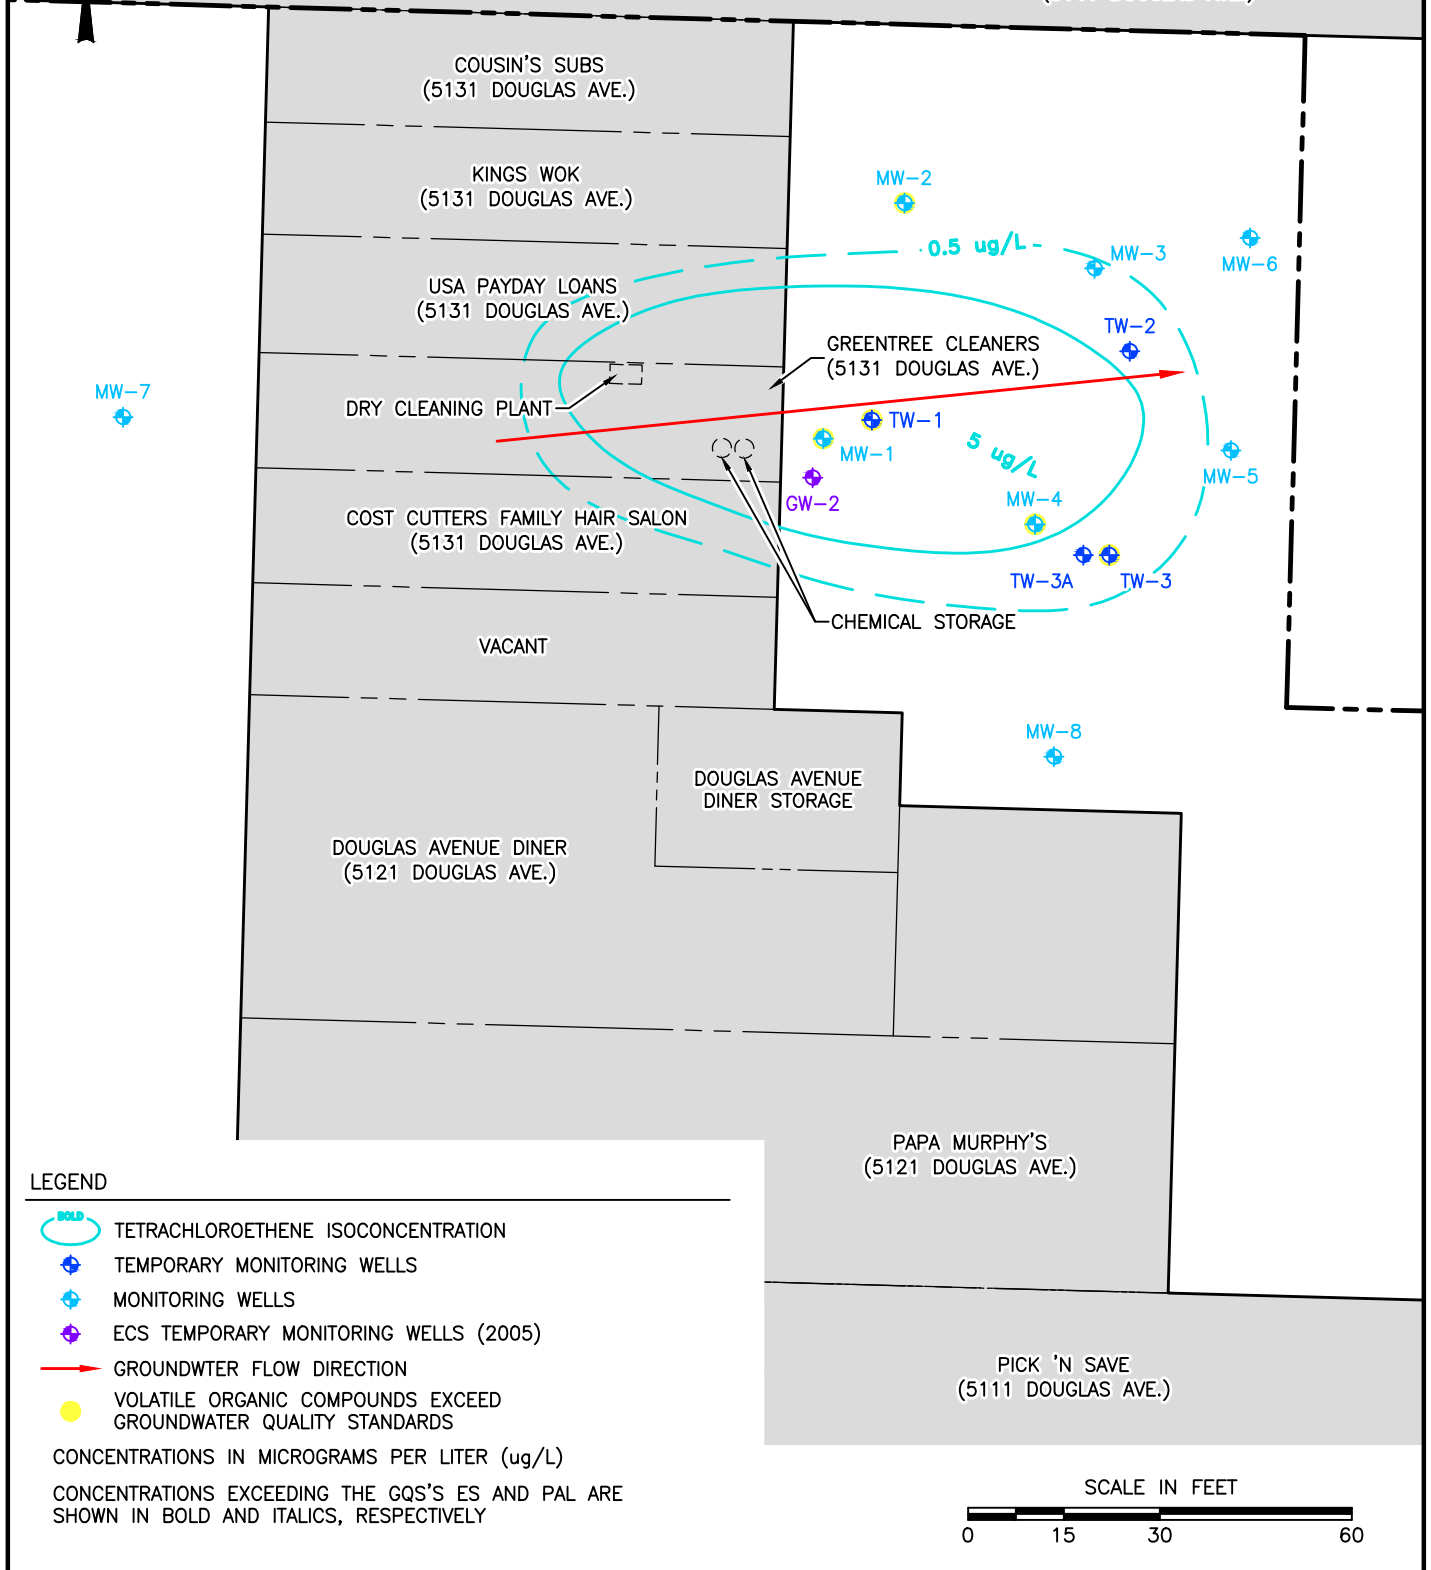 COUSIN'S SUBS
(5131 DOUGLAS AVE.)
KINGS WOK
(5131 DOUGLAS AVE.)
MW-2
0.5 ug/L
MW-3
MW-6
USA PAYDAY LOANS
(5131 DOUGLAS AVE.)
TW-2
GREENTREE CLEANERS
(5131 DOUGLAS AVE.)
MW-7
DRY CLEANING PLANT
TW-1
MW-1
5 ug/L
MW-5
GW-2
MW-4
COST CUTTERS FAMILY HAIR SALON
(5131 DOUGLAS AVE.)
TW-3A
TW-3
CHEMICAL STORAGE
VACANT
MW-8
DOUGLAS AVENUE
DINER STORAGE
DOUGLAS AVENUE DINER
(5121 DOUGLAS AVE.)
PAPA MURPHY'S
(5121 DOUGLAS AVE.)
LEGEND
BOLD
TETRACHLOROETHENE ISOCONCENTRATION
TEMPORARY MONITORING WELLS
MONITORING WELLS
ECS TEMPORARY MONITORING WELLS (2005)
GROUNDWTER FLOW DIRECTION
VOLATILE ORGANIC COMPOUNDS EXCEED
GROUNDWATER QUALITY STANDARDS
CONCENTRATIONS IN MICROGRAMS PER LITER (ug/L)
CONCENTRATIONS EXCEEDING THE GQS'S ES AND PAL ARE
SHOWN IN BOLD AND ITALICS, RESPECTIVELY
PICK 'N SAVE
(5111 DOUGLAS AVE.)
SCALE IN FEET
0 15 30 60